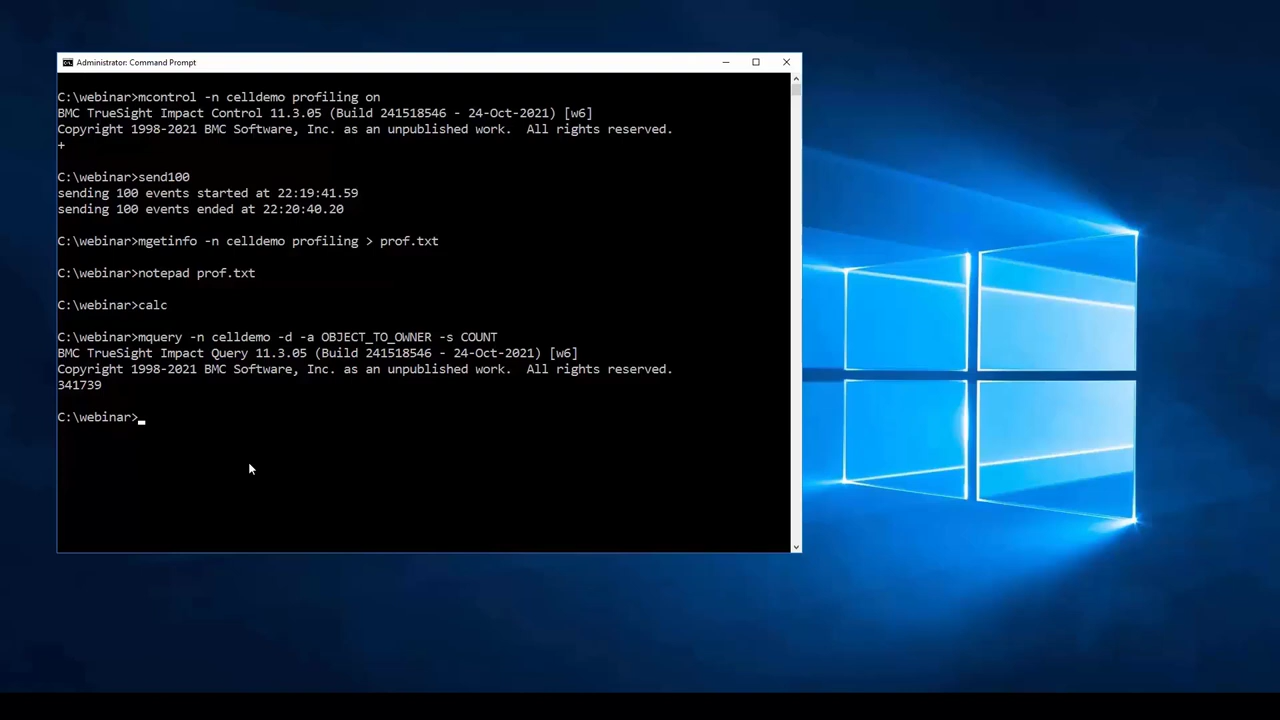 Administrator: Command Prompt
C:\webinar>mcontrol -n celldemo profiling on
BMC TrueSight Impact Control 11.3.05 (Build 241518546 - 24-Oct-2021) [w6]
Copyright 1998-2021 BMC Software, Inc. as an unpublished work.  All rights reserved.
+
C:\webinar>send100
sending 100 events started at 22:19:41.59
sending 100 events ended at 22:20:40.20
C:\webinar>mgetinfo -n celldemo profiling > prof.txt
C:\webinar>notepad prof.txt
C:\webinar>calc
C:\webinar>mquery -n celldemo -d -a OBJECT_TO_OWNER -s COUNT
BMC TrueSight Impact Query 11.3.05 (Build 241518546 - 24-Oct-2021) [w6]
Copyright 1998-2021 BMC Software, Inc. as an unpublished work.  All rights reserved.
341739
C:\webinar>